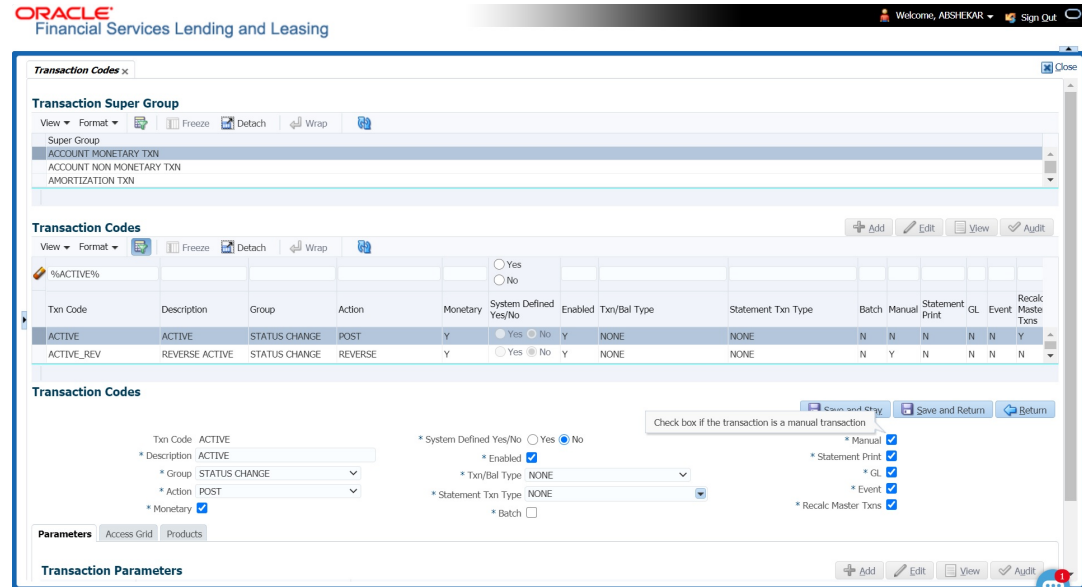 ORACLE®
Financial Services Lending and Leasing
Welcome, ABSHEKAR Sign Out
Transaction Codes x
Close
Transaction Super Group
View Format Freeze Detach Wrap
Super Group
ACCOUNT MONETARY TXN
ACCOUNT NON MONETARY TXN
AMORTIZATION TXN
Transaction Codes
Add Edit View Audit
View Format Freeze Detach Wrap
%ACTIVE% Yes No
Txn Code Description Group Action Monetary System Defined Yes/No Enabled Txn/Bal Type Statement Txn Type Batch Manual Statement Print GL Event Recalc Maste Txns
ACTIVE ACTIVE STATUS CHANGE POST Y Yes No Y NONE NONE N N N N N Y
ACTIVE_REV REVERSE ACTIVE STATUS CHANGE REVERSE Y Yes No Y NONE NONE N Y N N N N
Transaction Codes
Save and Stay Save and Return Return
Check box if the transaction is a manual transaction
Txn Code ACTIVE * System Defined Yes/No Yes No * Manual
* Description ACTIVE * Enabled * Statement Print
* Group STATUS CHANGE * Txn/Bal Type NONE * GL
* Action POST * Statement Txn Type NONE * Event
* Monetary * Batch * Recalc Master Txns
Parameters Access Grid Products
Transaction Parameters
Add Edit View Audit
1